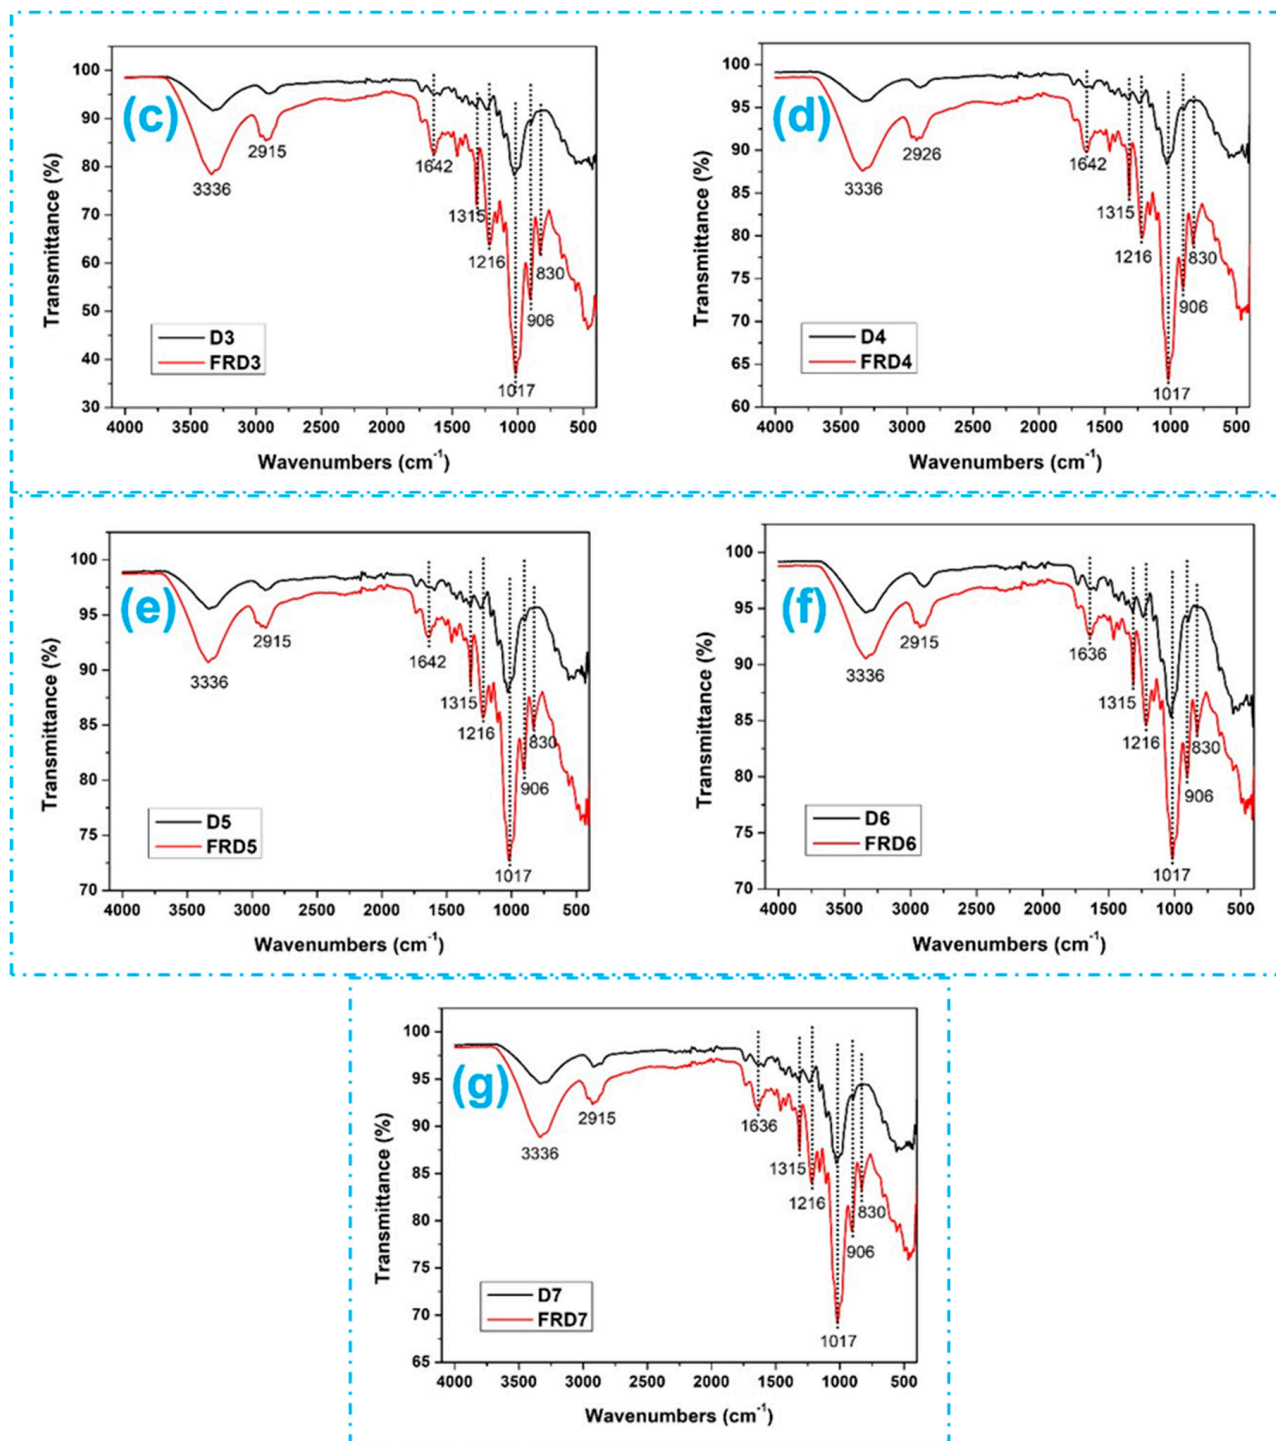 (c)
Transmittance (%)
100
90
80
70
60
50
40
30
3336
2915
1642
1315
1216
1017
906
830
D3
FRD3
4000 3500 3000 2500 2000 1500 1000 500
Wavenumbers (cm⁻¹)
(d)
Transmittance (%)
100
95
90
85
80
75
70
65
60
3336
2926
1642
1315
1216
1017
906
830
D4
FRD4
4000 3500 3000 2500 2000 1500 1000 500
Wavenumbers (cm⁻¹)
(e)
Transmittance (%)
100
95
90
85
80
75
70
3336
2915
1642
1315
1216
1017
906
830
D5
FRD5
4000 3500 3000 2500 2000 1500 1000 500
Wavenumbers (cm⁻¹)
(f)
Transmittance (%)
100
95
90
85
80
75
70
3336
2915
1636
1315
1216
1017
906
830
D6
FRD6
4000 3500 3000 2500 2000 1500 1000 500
Wavenumbers (cm⁻¹)
(g)
Transmittance (%)
100
95
90
85
80
75
70
65
3336
2915
1636
1315
1216
1017
906
830
D7
FRD7
4000 3500 3000 2500 2000 1500 1000 500
Wavenumbers (cm⁻¹)